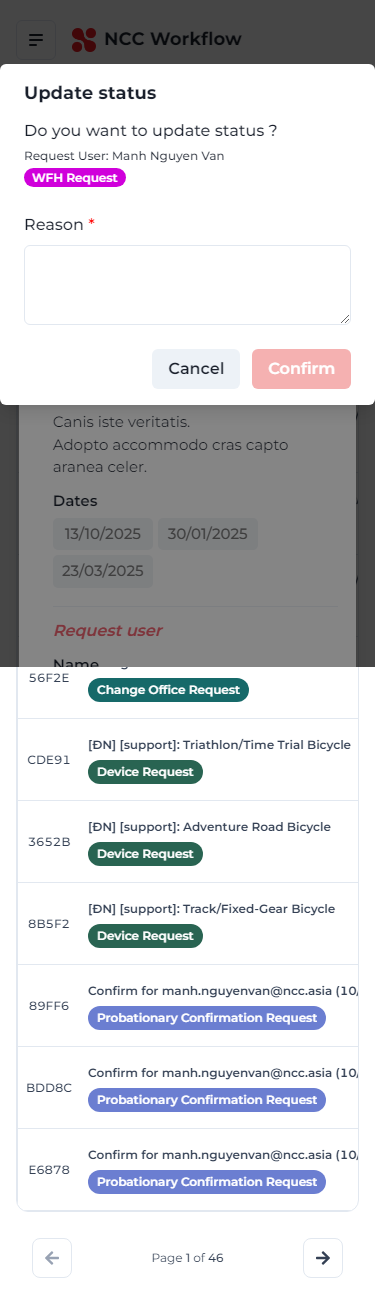 NCC Workflow
Update status
Do you want to update status ?
Request User: Manh Nguyen Van
WFH Request
Reason *
Cancel
Confirm
Canis iste veritatis.
Adopto accommodo cras capto
aranea celer.
Dates
13/10/2025
30/01/2025
23/03/2025
Request user
Name
56F2E
Change Office Request
CDE91
[ĐN] [support]: Triathlon/Time Trial Bicycle
Device Request
3652B
[ĐN] [support]: Adventure Road Bicycle
Device Request
8B5F2
[ĐN] [support]: Track/Fixed-Gear Bicycle
Device Request
89FF6
Confirm for manh.nguyenvan@ncc.asia (10/
Probationary Confirmation Request
BDD8C
Confirm for manh.nguyenvan@ncc.asia (10/
Probationary Confirmation Request
E6878
Confirm for manh.nguyenvan@ncc.asia (10/
Probationary Confirmation Request
Page 1 of 46